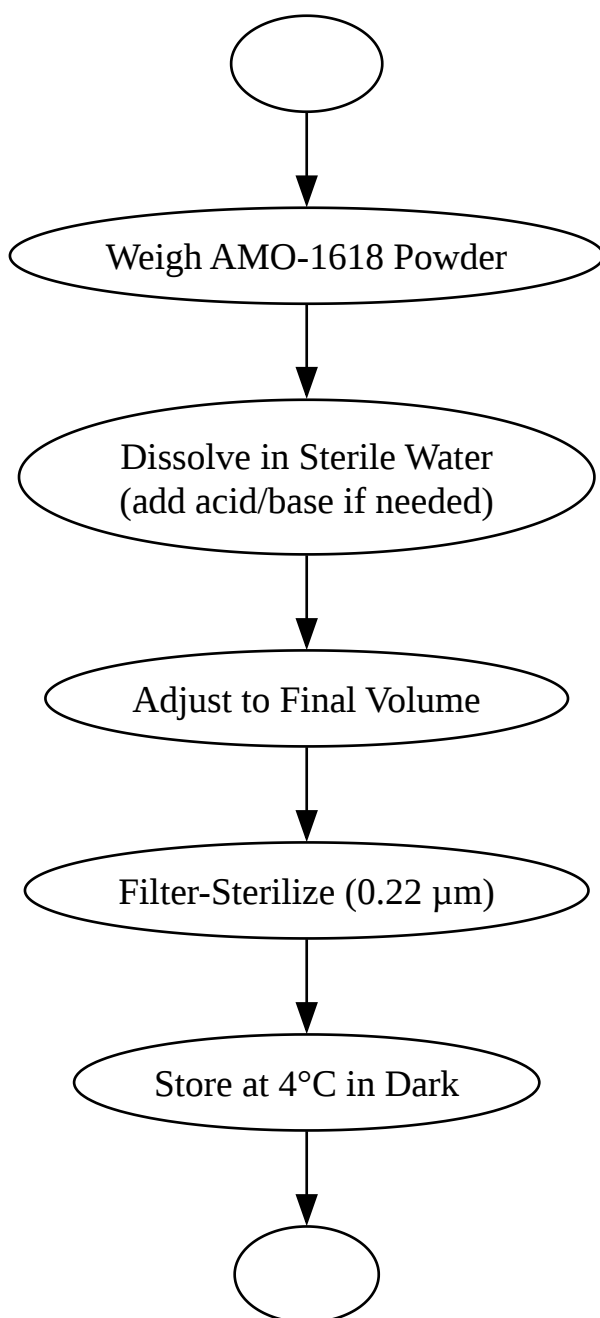 Weigh AMO-1618 Powder
Dissolve in Sterile Water
(add acid/base if needed)
Adjust to Final Volume
Filter-Sterilize (0.22 µm)
Store at 4°C in Dark